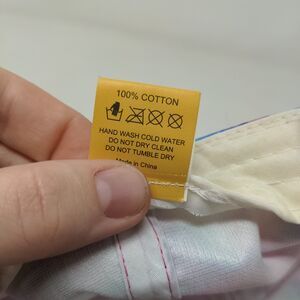 100% COTTON
HAND WASH COLD WATER
DO NOT DRY CLEAN
DO NOT TUMBLE DRY
Made in China